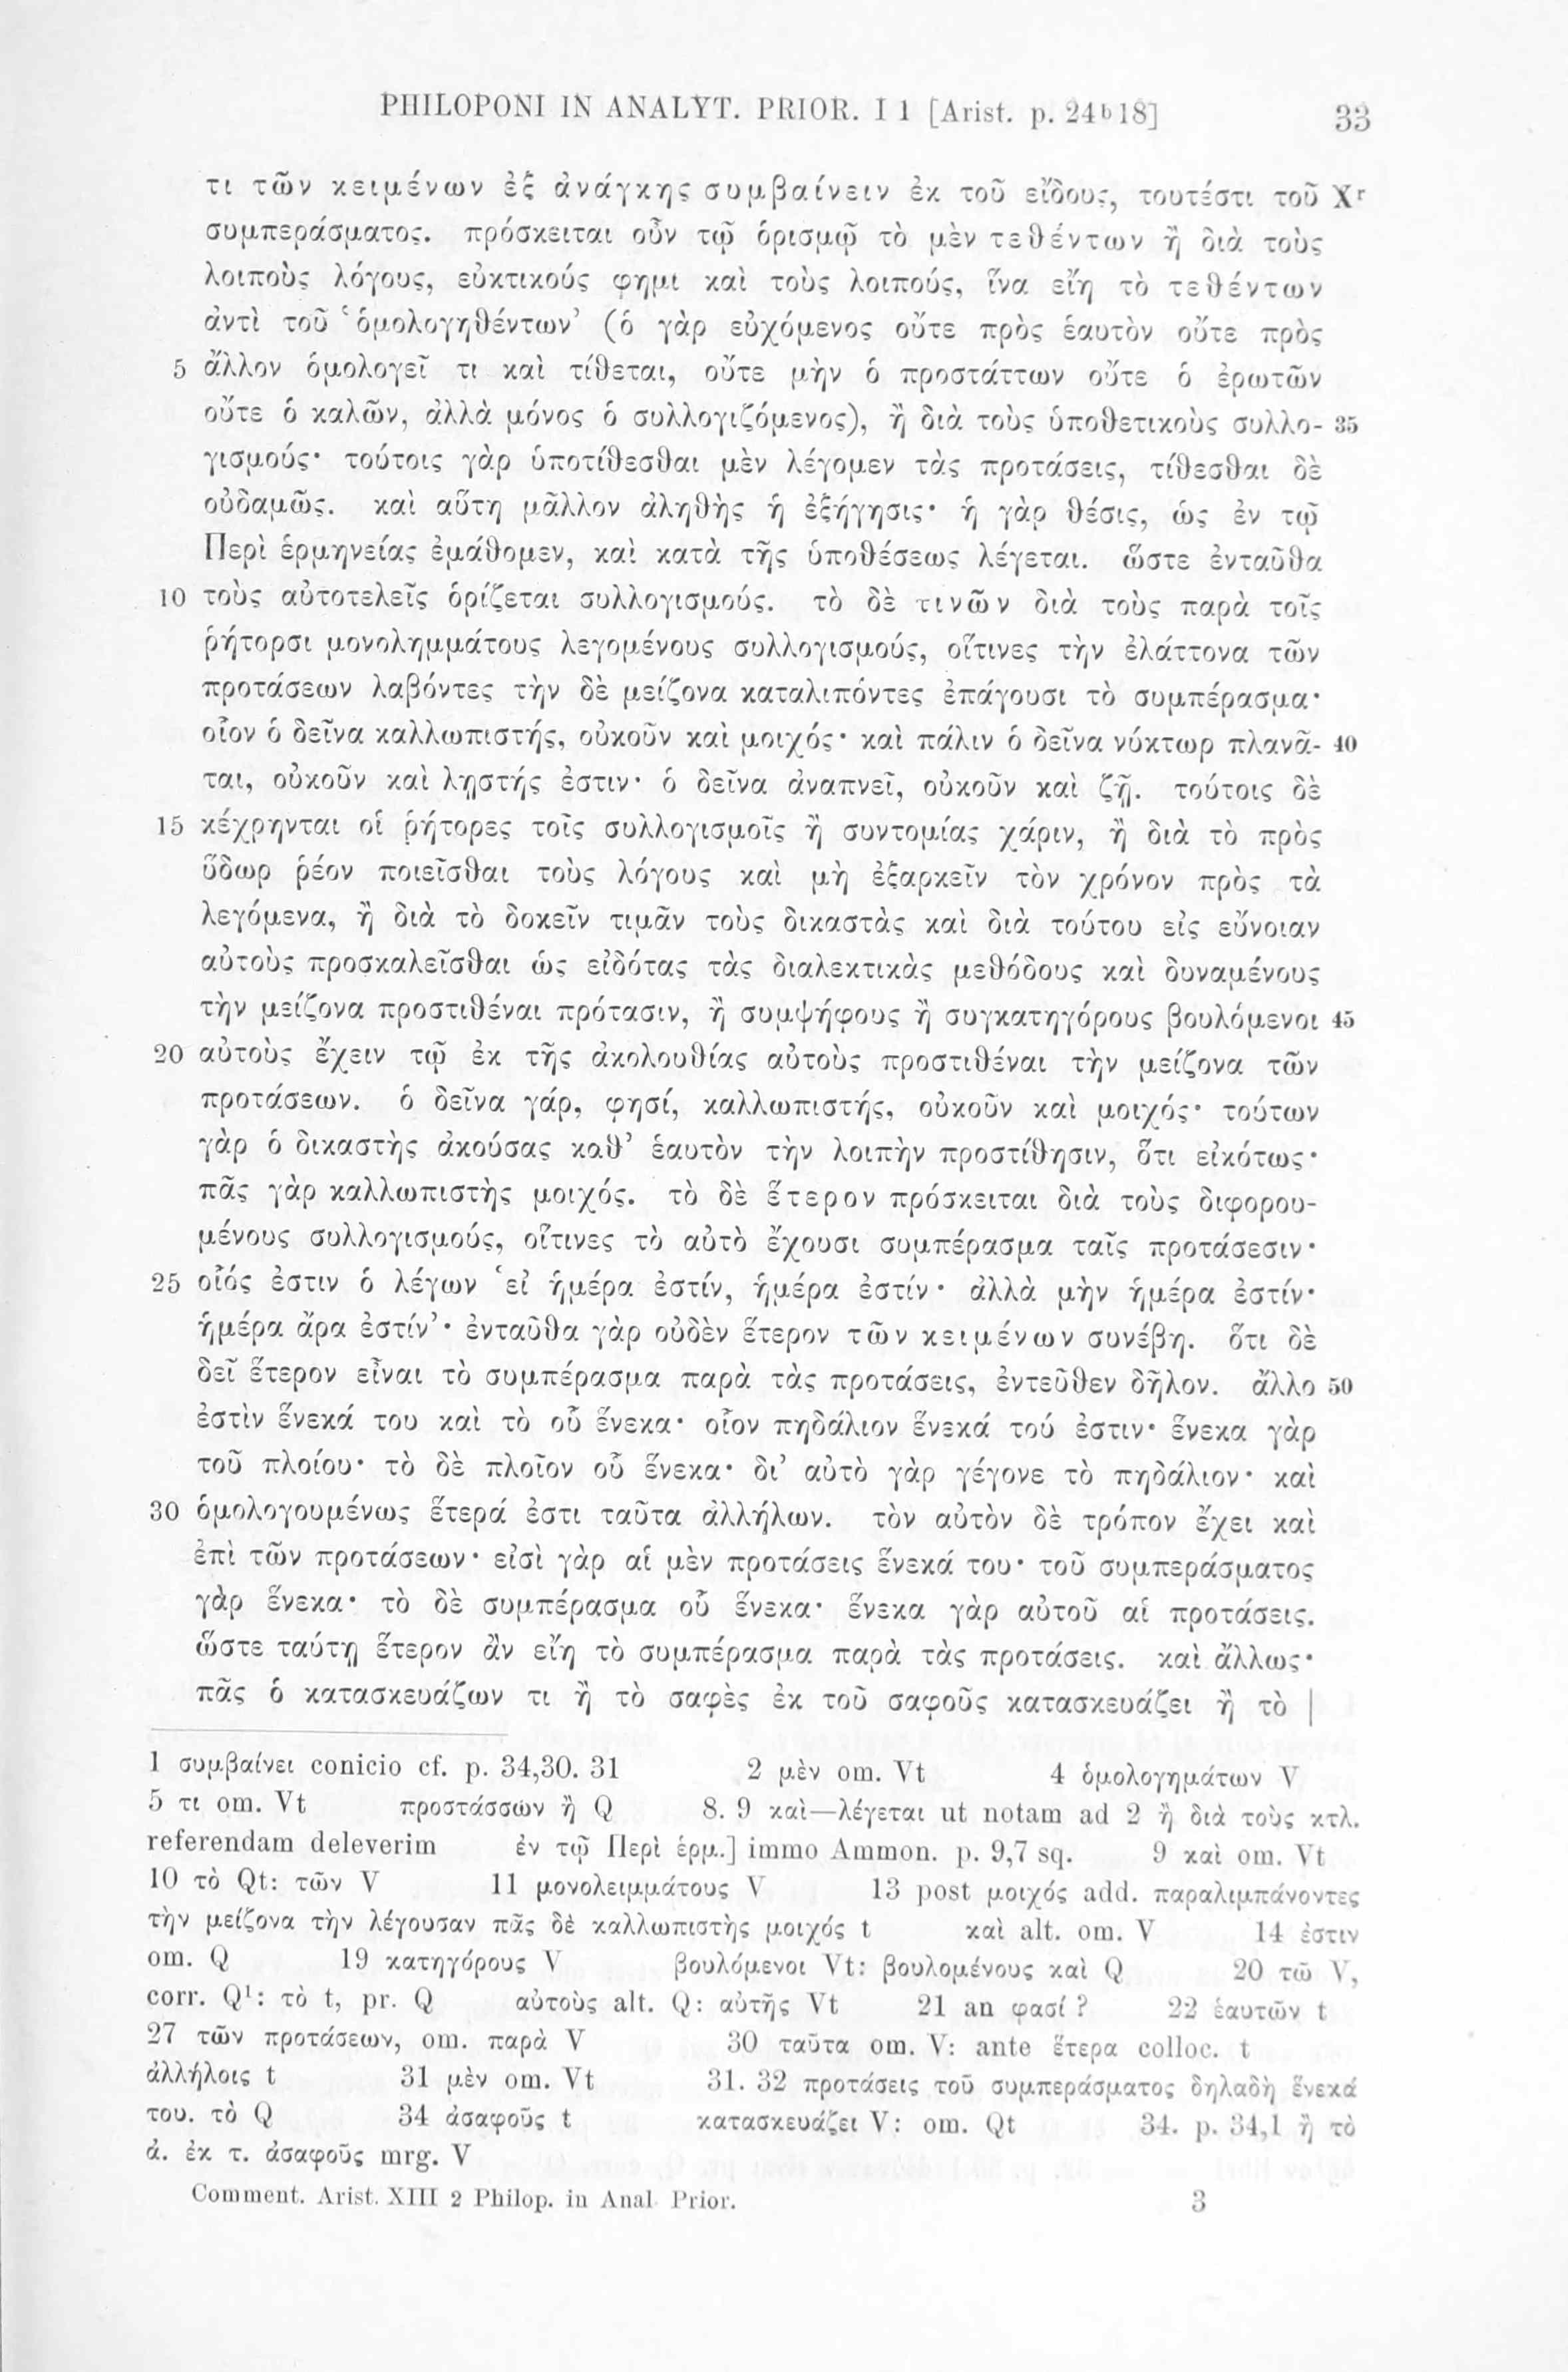 PHILOPONI IN ANALYT. PRIOR. I 1 [Arist. p. 24b18] 33
τι τῶν κειμένων ἐξ ἀνάγκης συμβαίνειν ἐκ τοῦ εἴδους, τουτέστι τοῦ Xr
συμπεράσματος. πρόσκειται οὖν τῷ ὁρισμῷ τὸ μὲν τεθέντων ἢ διὰ τοὺς
λοιποὺς λόγους, εὐκτικούς φημι καὶ τοὺς λοιπούς, ἵνα εἴη τὸ τεθέντων
ἀντὶ τοῦ ‘ὁμολογηθέντων’ (ὁ γὰρ εὐχόμενος οὔτε πρὸς ἑαυτὸν οὔτε πρὸς
5 ἄλλον ὁμολογεῖ τι καὶ τίθεται, οὔτε μὴν ὁ προστάττων οὔτε ὁ ἐρωτῶν
οὔτε ὁ καλῶν, ἀλλὰ μόνος ὁ συλλογιζόμενος), ἢ διὰ τοὺς ὑποθετικοὺς συλλο- 35
γισμούς· τούτοις γὰρ ὑποτίθεσθαι μὲν λέγομεν τὰς προτάσεις, τίθεσθαι δὲ
οὐδαμῶς. καὶ αὕτη μᾶλλον ἀληθὴς ἡ ἐξήγησις· ἡ γὰρ θέσις, ὡς ἐν τῷ
Περὶ ἑρμηνείας ἐμάθομεν, καὶ κατὰ τῆς ὑποθέσεως λέγεται. ὥστε ἐνταῦθα
10 τοὺς αὐτοτελεῖς ὁρίζεται συλλογισμούς. τὸ δὲ τινῶν διὰ τοὺς παρὰ τοῖς
ῥήτορσι μονολημμάτους λεγομένους συλλογισμούς, οἵτινες τὴν ἐλάττονα τῶν
προτάσεων λαβόντες τὴν δὲ μείζονα καταλιπόντες ἐπάγουσι τὸ συμπέρασμα·
οἷον ὁ δεῖνα καλλωπιστής, οὐκοῦν καὶ μοιχός· καὶ πάλιν ὁ δεῖνα νύκτωρ πλανᾶ- 40
ται, οὐκοῦν καὶ λῃστής ἐστιν· ὁ δεῖνα ἀναπνεῖ, οὐκοῦν καὶ ζῇ. τούτοις δὲ
15 κέχρηνται οἱ ῥήτορες τοῖς συλλογισμοῖς ἢ συντομίας χάριν, ἢ διὰ τὸ πρὸς
ὕδωρ ῥέον ποιεῖσθαι τοὺς λόγους καὶ μὴ ἐξαρκεῖν τὸν χρόνον πρὸς τὰ
λεγόμενα, ἢ διὰ τὸ δοκεῖν τιμᾶν τοὺς δικαστὰς καὶ διὰ τούτου εἰς εὔνοιαν
αὐτοὺς προσκαλεῖσθαι ὡς εἰδότας τὰς διαλεκτικὰς μεθόδους καὶ δυναμένους
τὴν μείζονα προστιθέναι πρότασιν, ἢ συμψήφους ἢ συγκατηγόρους βουλόμενοι 45
20 αὐτοὺς ἔχειν τῷ ἐκ τῆς ἀκολουθίας αὐτοὺς προστιθέναι τὴν μείζονα τῶν
προτάσεων. ὁ δεῖνα γάρ, φησί, καλλωπιστής, οὐκοῦν καὶ μοιχός· τούτων
γὰρ ὁ δικαστὴς ἀκούσας καθ’ ἑαυτὸν τὴν λοιπὴν προστίθησιν, ὅτι εἰκότως·
πᾶς γὰρ καλλωπιστὴς μοιχός. τὸ δὲ ἕτερον πρόσκειται διὰ τοὺς διφορου-
μένους συλλογισμούς, οἵτινες τὸ αὐτὸ ἔχουσι συμπέρασμα ταῖς προτάσεσιν·
25 οἷός ἐστιν ὁ λέγων ‘εἰ ἡμέρα ἐστίν, ἡμέρα ἐστίν· ἀλλὰ μὴν ἡμέρα ἐστίν·
ἡμέρα ἄρα ἐστίν’· ἐνταῦθα γὰρ οὐδὲν ἕτερον τῶν κειμένων συνέβη. ὅτι δὲ
δεῖ ἕτερον εἶναι τὸ συμπέρασμα παρὰ τὰς προτάσεις, ἐντεῦθεν δῆλον. ἄλλο 50
ἐστὶν ἕνεκά του καὶ τὸ οὗ ἕνεκα· οἷον πηδάλιον ἕνεκά τού ἐστιν· ἕνεκα γὰρ
τοῦ πλοίου· τὸ δὲ πλοῖον οὗ ἕνεκα· δι’ αὐτὸ γὰρ γέγονε τὸ πηδάλιον· καὶ
30 ὁμολογουμένως ἕτερά ἐστι ταῦτα ἀλλήλων. τὸν αὐτὸν δὲ τρόπον ἔχει καὶ
ἐπὶ τῶν προτάσεων· εἰσὶ γὰρ αἱ μὲν προτάσεις ἕνεκά του· τοῦ συμπεράσματος
γὰρ ἕνεκα· τὸ δὲ συμπέρασμα οὗ ἕνεκα· ἕνεκα γὰρ αὐτοῦ αἱ προτάσεις.
ὥστε ταύτῃ ἕτερον ἂν εἴη τὸ συμπέρασμα παρὰ τὰς προτάσεις. καὶ ἄλλως·
πᾶς ὁ κατασκευάζων τι ἢ τὸ σαφὲς ἐκ τοῦ σαφοῦς κατασκευάζει ἢ τὸ |
1 συμβαίνει conicio cf. p. 34,30. 31 2 μὲν om. Vt 4 ὁμολογημάτων V
5 τι om. Vt προστάσσων ἢ Q 8. 9 καὶ—λέγεται ut notam ad 2 ἢ διὰ τοὺς κτλ.
referendam deleverim ἐν τῷ Περὶ ἑρμ.] immo Ammon. p. 9,7 sq. 9 καὶ om. Vt
10 τὸ Qt: τῶν V 11 μονολειμμάτους V 13 post μοιχός add. παραλιμπάνοντες
τὴν μείζονα τὴν λέγουσαν πᾶς δὲ καλλωπιστὴς μοιχός t καὶ alt. om. V 14 ἐστιν
om. Q 19 κατηγόρους V βουλόμενοι Vt: βουλομένους καὶ Q 20 τῶ V,
corr. Q¹: τὸ t, pr. Q αὐτοὺς alt. Q: αὐτῆς Vt 21 an φασί? 22 ἑαυτῶν t
27 τῶν προτάσεων, om. παρὰ V 30 ταῦτα om. V: ante ἕτερα colloc. t
ἀλλήλοις t 31 μὲν om. Vt 31. 32 προτάσεις τοῦ συμπεράσματος δηλαδὴ ἕνεκά
του. τὸ Q 34 ἀσαφοῦς t κατασκευάζει V: om. Qt 34. p. 34,1 ἢ τὸ
ἀ. ἐκ τ. ἀσαφοῦς mrg. V
Comment. Arist. XIII 2 Philop. in Anal. Prior. 3